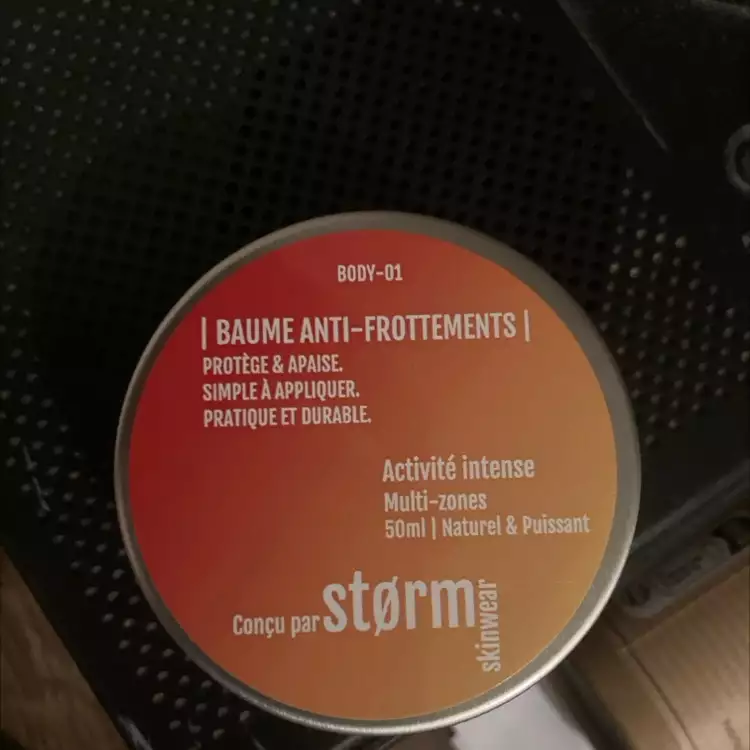 BODY-01
| BAUME ANTI-FROTTEMENTS |
PROTÈGE & APAISE.
SIMPLE À APPLIQUER.
PRATIQUE ET DURABLE.
Activité intense
Multi-zones
50ml | Naturel & Puissant
Conçu par størm
skinwear